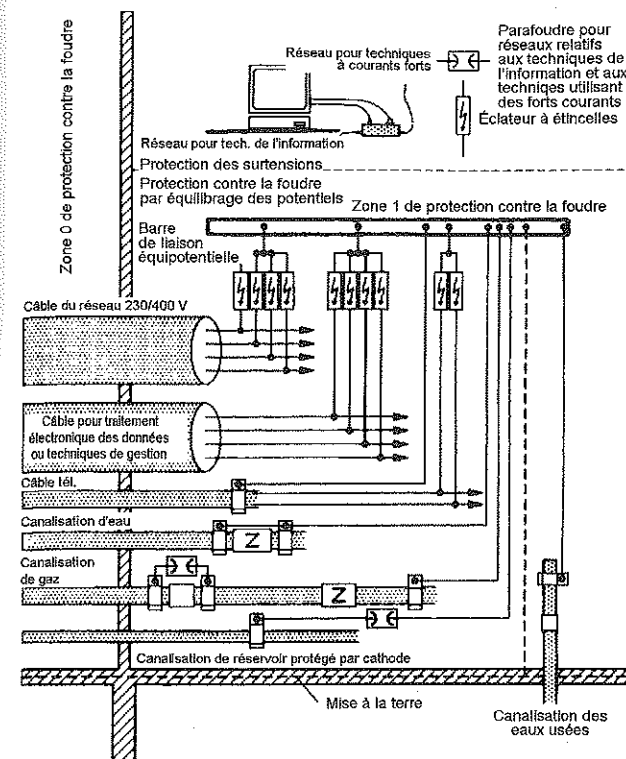 Zone 0 de protection contre la foudre
Réseau pour techniques
à courants forts
Parafoudre pour
réseaux relatifs
aux techniques de
l'information et aux
techniqes utilisant
des forts courants
Éclateur à étincelles
Réseau pour tech. de l'information
Protection des surtensions
Protection contre la foudre
par équilibrage des potentiels
Zone 1 de protection contre la foudre
Barre
de liaison
équipotentielle
Câble du réseau 230/400 V
Câble pour traitement
électronique des données
ou techniques de gestion
Câble tél.
Canalisation d'eau
Z
Canalisation
de gaz
Z
Canalisation de réservoir protégé par cathode
Mise à la terre
Canalisation des
eaux usées